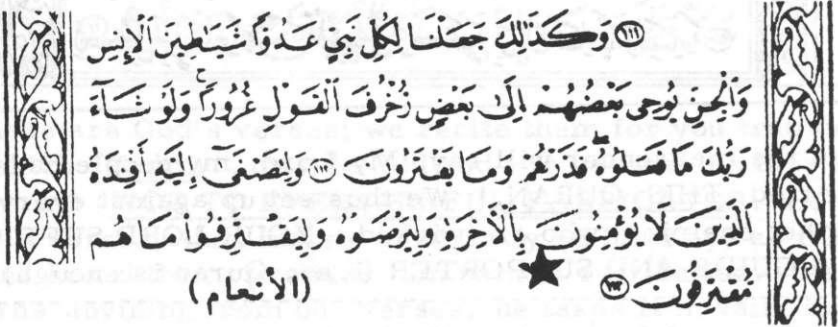 ﴿١١١﴾ وَكَذَٰلِكَ جَعَلْنَا لِكُلِّ نَبِيٍّ عَدُوًّا شَيَٰطِينَ ٱلْإِنسِ
وَٱلْجِنِّ يُوحِى بَعْضُهُمْ إِلَىٰ بَعْضٍ زُخْرُفَ ٱلْقَوْلِ غُرُورًا ۚ وَلَوْ شَآءَ
رَبُّكَ مَا فَعَلُوهُ ۖ فَذَرْهُمْ وَمَا يَفْتَرُونَ ﴿١١٢﴾ وَلِتَصْغَىٰٓ إِلَيْهِ أَفْـِٔدَةُ
ٱلَّذِينَ لَا يُؤْمِنُونَ بِٱلْـَٔاخِرَةِ وَلِيَرْضَوْهُ وَلِيَقْتَرِفُوا۟ مَا هُم
مُّقْتَرِفُونَ ﴿١١٣﴾ (الأنعام)